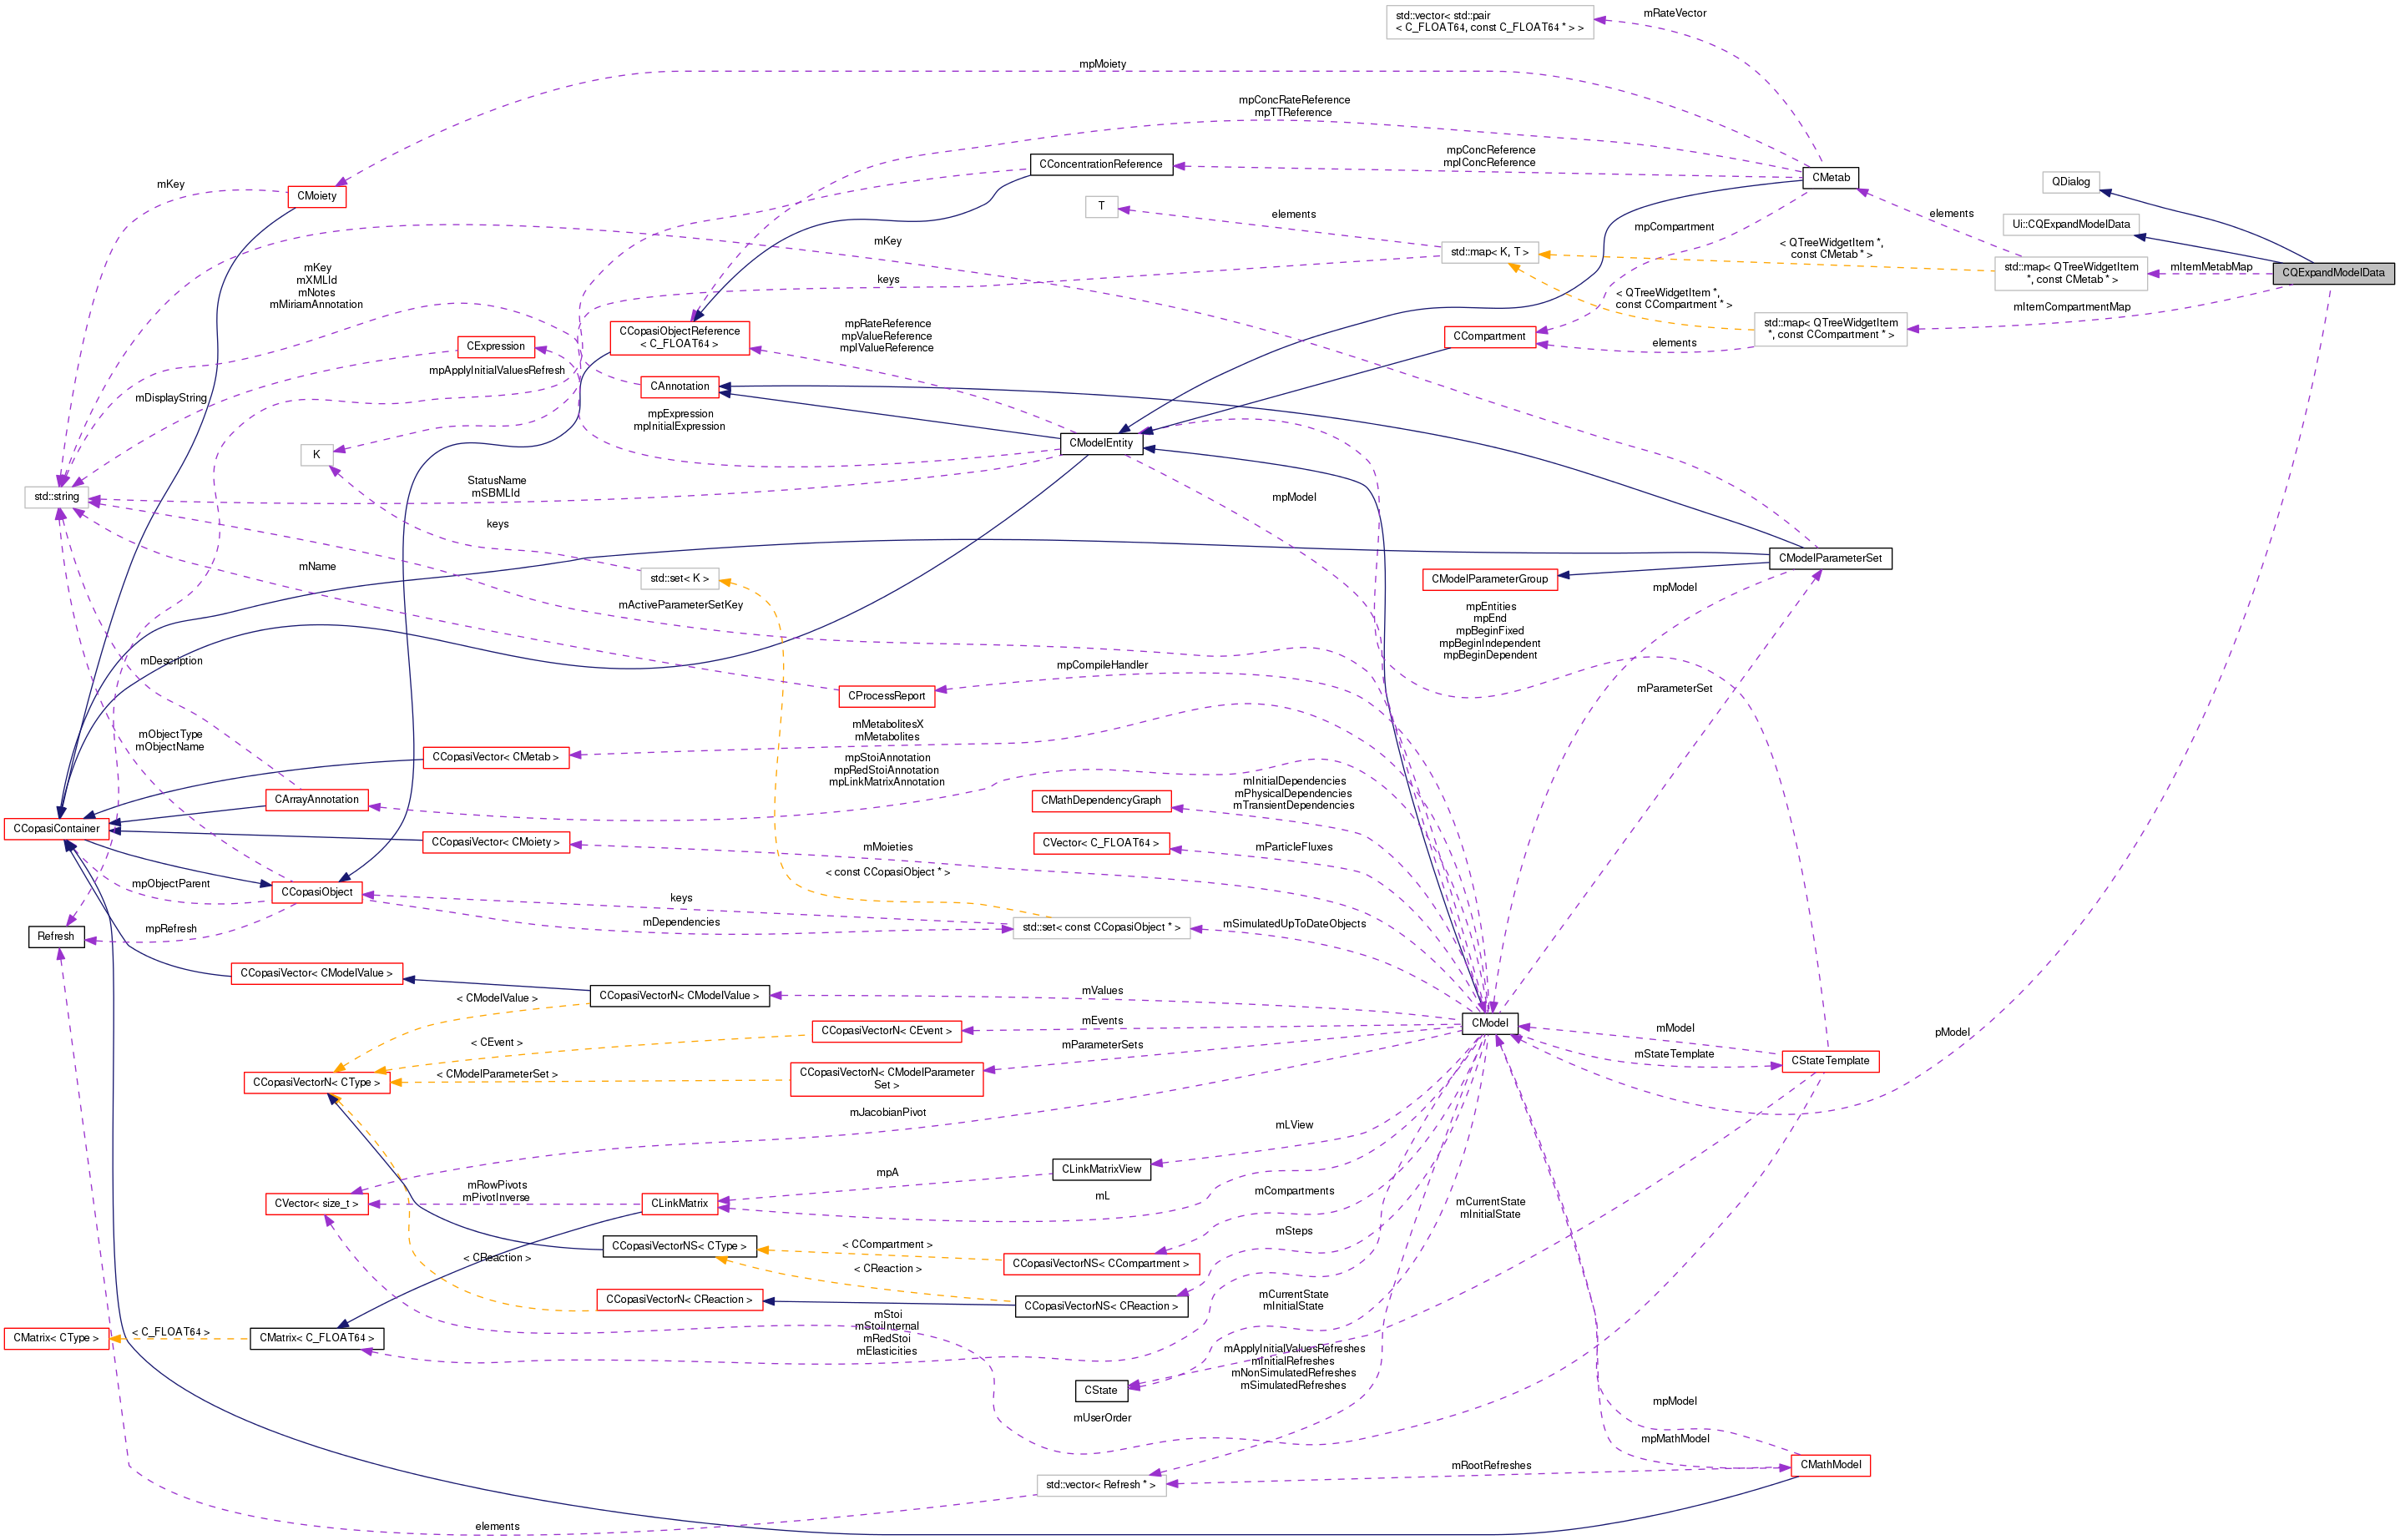 std::vector< std::pair
< C_FLOAT64, const C_FLOAT64 * > >
mRateVector
mpMoiety
mpConcRateReference
mpTTReference
CConcentrationReference
mpConcReference
mpIConcReference
CMetab
QDialog
mKey
CMoiety
T
elements
elements
Ui::CQExpandModelData
mpCompartment
mKey
std::map< K, T >
< QTreeWidgetItem *,
const CMetab * >
std::map< QTreeWidgetItem
*, const CMetab * >
mItemMetabMap
CQExpandModelData
mKey
mXMLId
mNotes
mMiriamAnnotation
keys
< QTreeWidgetItem *,
const CCompartment * >
mItemCompartmentMap
CCopasiObjectReference
< C_FLOAT64 >
mpRateReference
mpValueReference
mpIValueReference
std::map< QTreeWidgetItem
*, const CCompartment * >
CExpression
CCompartment
elements
mpApplyInitialValuesRefresh
CAnnotation
mDisplayString
mpExpression
mpInitialExpression
CModelEntity
K
StatusName
mSBMLId
std::string
mpModel
keys
CModelParameterSet
mName
std::set< K >
CModelParameterGroup
mpModel
mActiveParameterSetKey
mpEntities
mpEnd
mpBeginFixed
mpBeginIndependent
mpBeginDependent
mDescription
mpCompileHandler
CProcessReport
mParameterSet
mObjectType
mObjectName
mMetabolitesX
mMetabolites
CCopasiVector< CMetab >
mpStoiAnnotation
mpRedStoiAnnotation
mpLinkMatrixAnnotation
CArrayAnnotation
CMathDependencyGraph
mInitialDependencies
mPhysicalDependencies
mTransientDependencies
CCopasiContainer
CCopasiVector< CMoiety >
mMoieties
CVector< C_FLOAT64 >
mParticleFluxes
< const CCopasiObject * >
mpObjectParent
CCopasiObject
keys
mDependencies
std::set< const CCopasiObject * >
mSimulatedUpToDateObjects
Refresh
mpRefresh
CCopasiVector< CModelValue >
< CModelValue >
CCopasiVectorN< CModelValue >
mValues
CModel
< CEvent >
CCopasiVectorN< CEvent >
mEvents
mModel
pModel
mStateTemplate
CStateTemplate
mParameterSets
CCopasiVectorN< CType >
< CModelParameterSet >
CCopasiVectorN< CModelParameter
Set >
mJacobianPivot
mLView
CLinkMatrixView
mpA
mRowPivots
mPivotInverse
CVector< size_t >
CLinkMatrix
mL
mCompartments
mCurrentState
mInitialState
mSteps
CCopasiVectorNS< CType >
< CCompartment >
CCopasiVectorNS< CCompartment >
< CReaction >
< CReaction >
CCopasiVectorN< CReaction >
CCopasiVectorNS< CReaction >
mCurrentState
mInitialState
mStoi
mStoiInternal
mRedStoi
mElasticities
CMatrix< CType >
< C_FLOAT64 >
CMatrix< C_FLOAT64 >
mApplyInitialValuesRefreshes
mInitialRefreshes
mNonSimulatedRefreshes
mSimulatedRefreshes
CState
mUserOrder
mpModel
mpMathModel
CMathModel
mRootRefreshes
std::vector< Refresh * >
elements